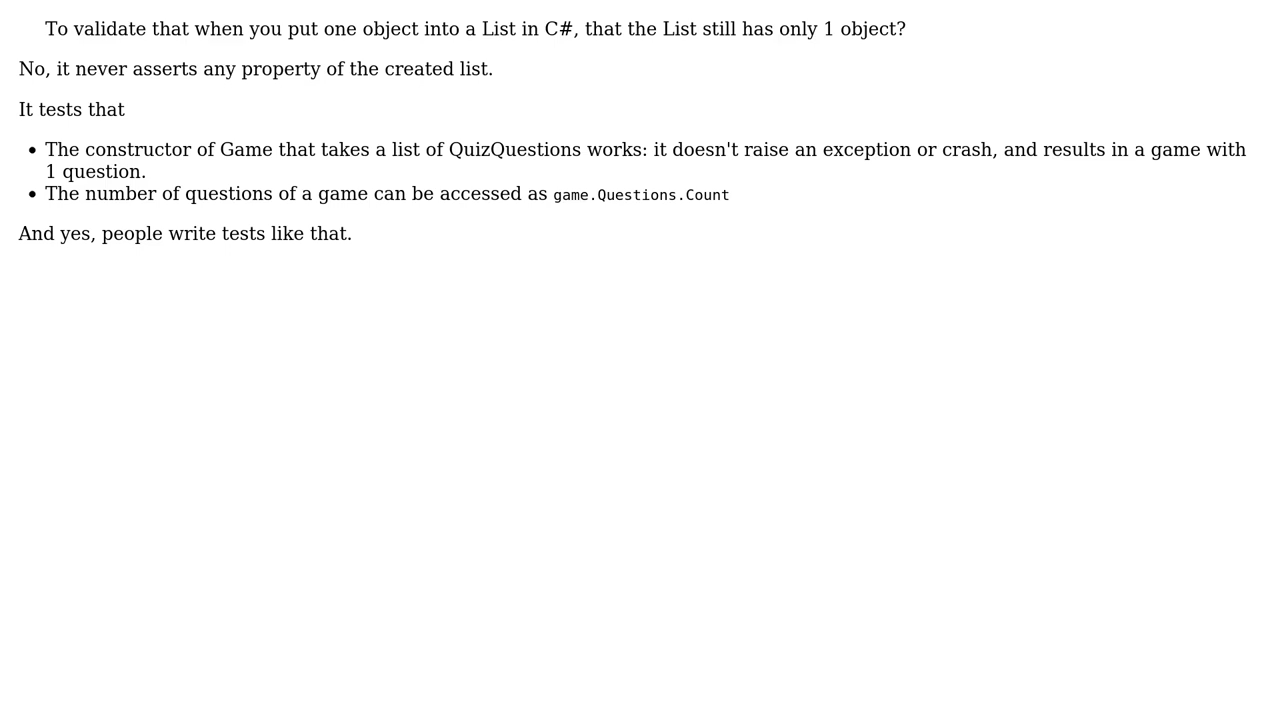 To validate that when you put one object into a List in C#, that the List still has only 1 object?
No, it never asserts any property of the created list.
It tests that
• The constructor of Game that takes a list of QuizQuestions works: it doesn't raise an exception or crash, and results in a game with
1 question.
• The number of questions of a game can be accessed as game.Questions.Count
And yes, people write tests like that.